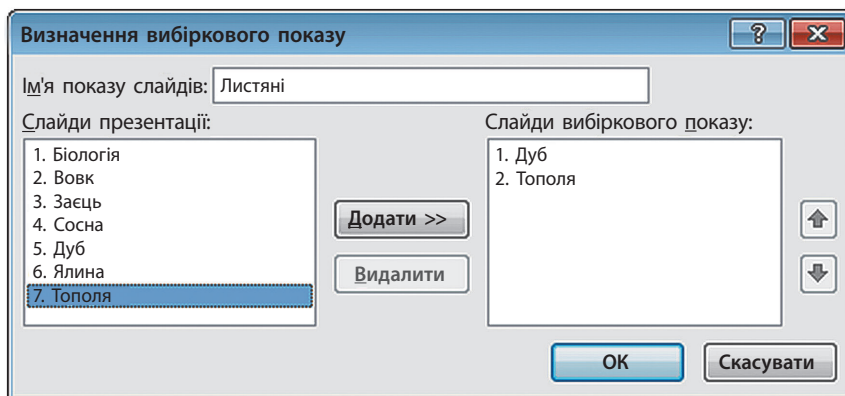 Визначення вибіркового показу
Ім'я показу слайдів: Листяні
Слайди презентації:
1. Біологія
2. Вовк
3. Заєць
4. Сосна
5. Дуб
6. Ялина
7. Тополя
Додати >>
Видалити
Слайди вибіркового показу:
1. Дуб
2. Тополя
ОК
Скасувати